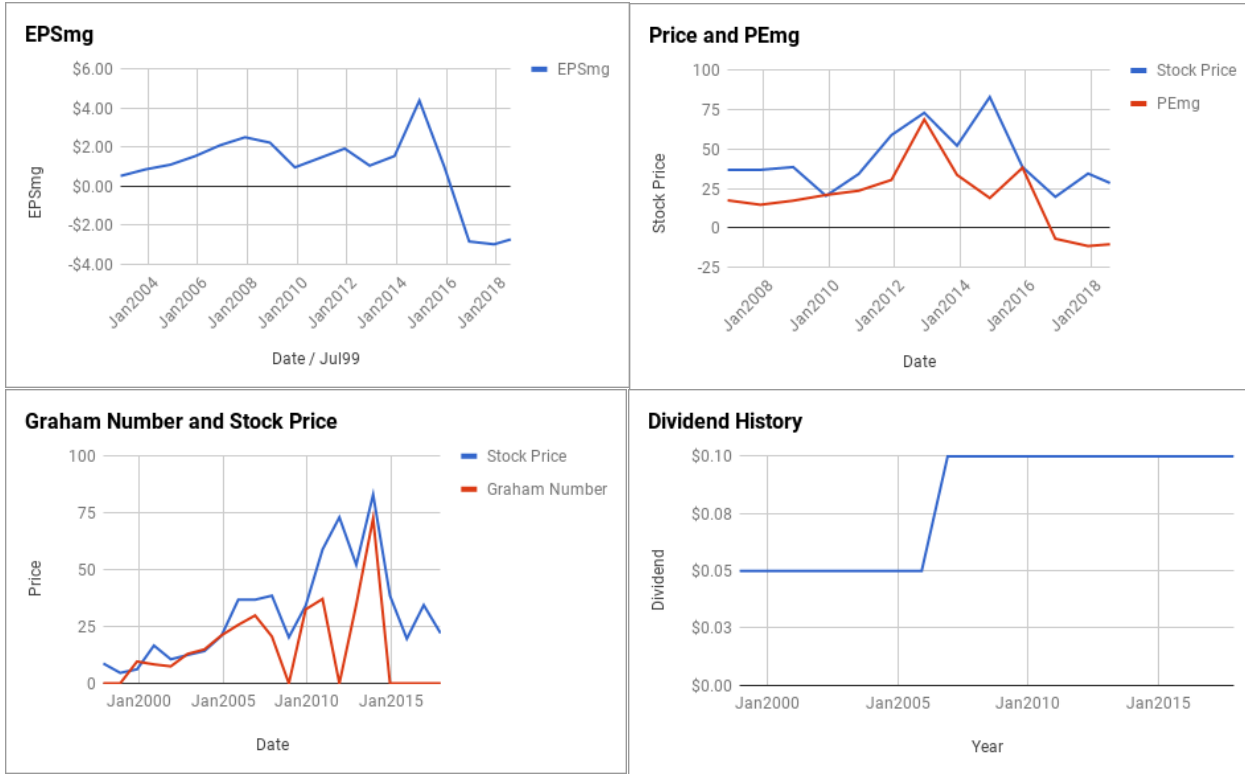 EPSmg
$6.00
$4.00
$2.00
$0.00
-$2.00
-$4.00
EPSmg
EPSmg
Jan2004
Jan2006
Jan2008
Jan2010
Jan2012
Jan2014
Jan2016
Jan2018
Date / Jul99
Price and PEmg
100
75
50
25
0
-25
Stock Price
Stock Price
PEmg
Jan2008
Jan2010
Jan2012
Jan2014
Jan2016
Jan2018
Date
Graham Number and Stock Price
100
75
50
25
0
Price
Stock Price
Graham Number
Jan2000
Jan2005
Jan2010
Jan2015
Date
Dividend History
$0.10
$0.08
$0.05
$0.03
$0.00
Dividend
Jan2000
Jan2005
Jan2010
Jan2015
Year